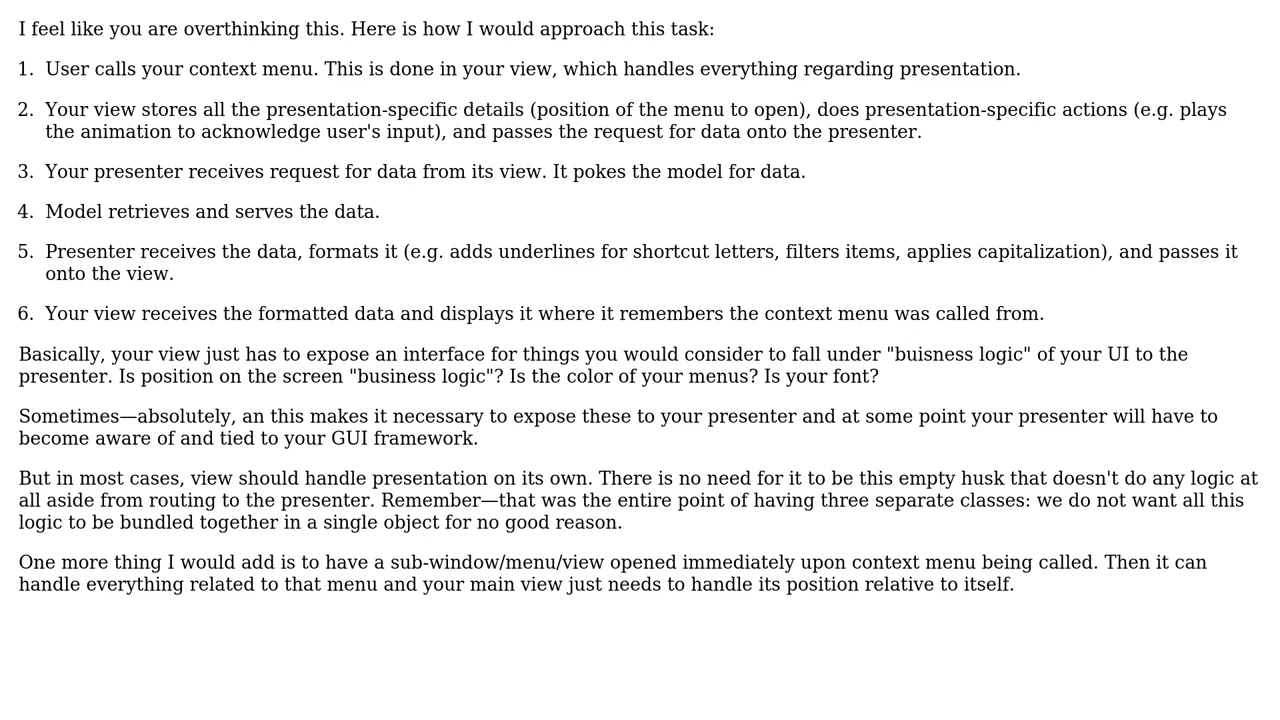 I feel like you are overthinking this. Here is how I would approach this task:
1. User calls your context menu. This is done in your view, which handles everything regarding presentation.
2. Your view stores all the presentation-specific details (position of the menu to open), does presentation-specific actions (e.g. plays
the animation to acknowledge user's input), and passes the request for data onto the presenter.
3. Your presenter receives request for data from its view. It pokes the model for data.
4. Model retrieves and serves the data.
5. Presenter receives the data, formats it (e.g. adds underlines for shortcut letters, filters items, applies capitalization), and passes it
onto the view.
6. Your view receives the formatted data and displays it where it remembers the context menu was called from.
Basically, your view just has to expose an interface for things you would consider to fall under "buisness logic" of your UI to the
presenter. Is position on the screen "business logic"? Is the color of your menus? Is your font?
Sometimes—absolutely, an this makes it necessary to expose these to your presenter and at some point your presenter will have to
become aware of and tied to your GUI framework.
But in most cases, view should handle presentation on its own. There is no need for it to be this empty husk that doesn't do any logic at
all aside from routing to the presenter. Remember—that was the entire point of having three separate classes: we do not want all this
logic to be bundled together in a single object for no good reason.
One more thing I would add is to have a sub-window/menu/view opened immediately upon context menu being called. Then it can
handle everything related to that menu and your main view just needs to handle its position relative to itself.